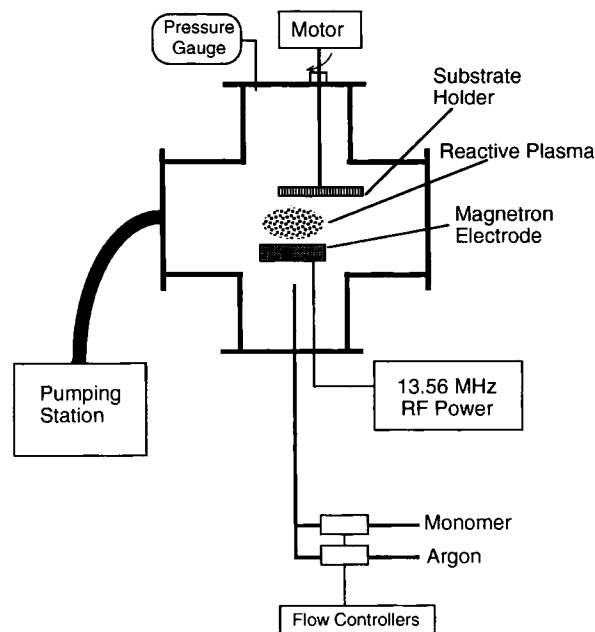 Pressure
Gauge
Motor
Substrate
Holder
Reactive Plasma
Magnetron
Electrode
Pumping
Station
13.56 MHz
RF Power
Monomer
Argon
Flow Controllers